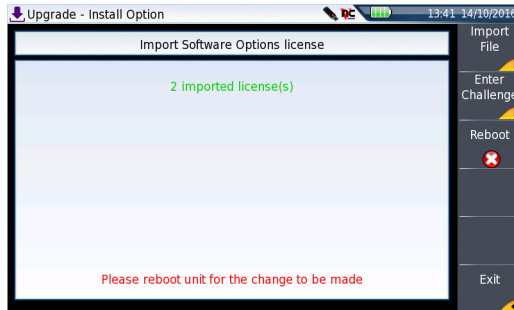 Upgrade - Install Option
13:41 14/10/2016
Import Software Options license
2 imported license(s)
Please reboot unit for the change to be made
Import
File
Enter
Challenge
Reboot
Exit